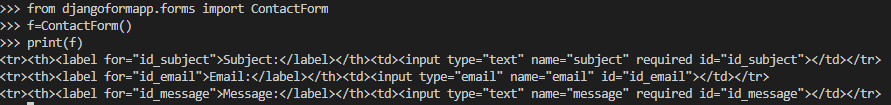 >>> from djangoformapp.forms import ContactForm
>>> f=ContactForm()
>>> print(f)
<tr><th><label for="id_subject">Subject:</label></th><td><input type="text" name="subject" required id="id_subject"></td></tr>
<tr><th><label for="id_email">Email:</label></th><td><input type="email" name="email" id="id_email"></td></tr>
<tr><th><label for="id_message">Message:</label></th><td><input type="text" name="message" required id="id_message"></td></tr>